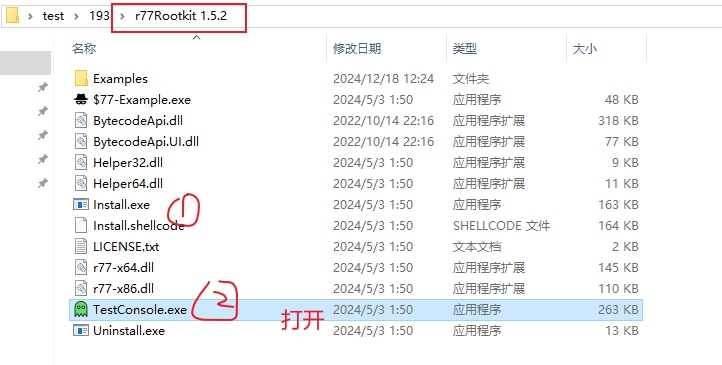 test 193 r77Rootkit 1.5.2
名称 修改日期 类型 大小
Examples 2024/12/18 12:24 文件夹
$77-Example.exe 2024/5/3 1:50 应用程序 48 KB
BytecodeApi.dll 2022/10/14 22:16 应用程序扩展 318 KB
BytecodeApi.UI.dll 2022/10/14 22:16 应用程序扩展 77 KB
Helper32.dll 2024/5/3 1:50 应用程序扩展 9 KB
Helper64.dll 2024/5/3 1:50 应用程序扩展 11 KB
Install.exe 2024/5/3 1:50 应用程序 163 KB
①
Install.shellcode 2024/5/3 1:50 SHELLCODE 文件 164 KB
LICENSE.txt 2024/5/3 1:50 文本文档 2 KB
r77-x64.dll 2024/5/3 1:50 应用程序扩展 145 KB
r77-x86.dll 2024/5/3 1:50 应用程序扩展 110 KB
TestConsole.exe 2024/5/3 1:50 应用程序 263 KB
② 打开
Uninstall.exe 2024/5/3 1:50 应用程序 13 KB